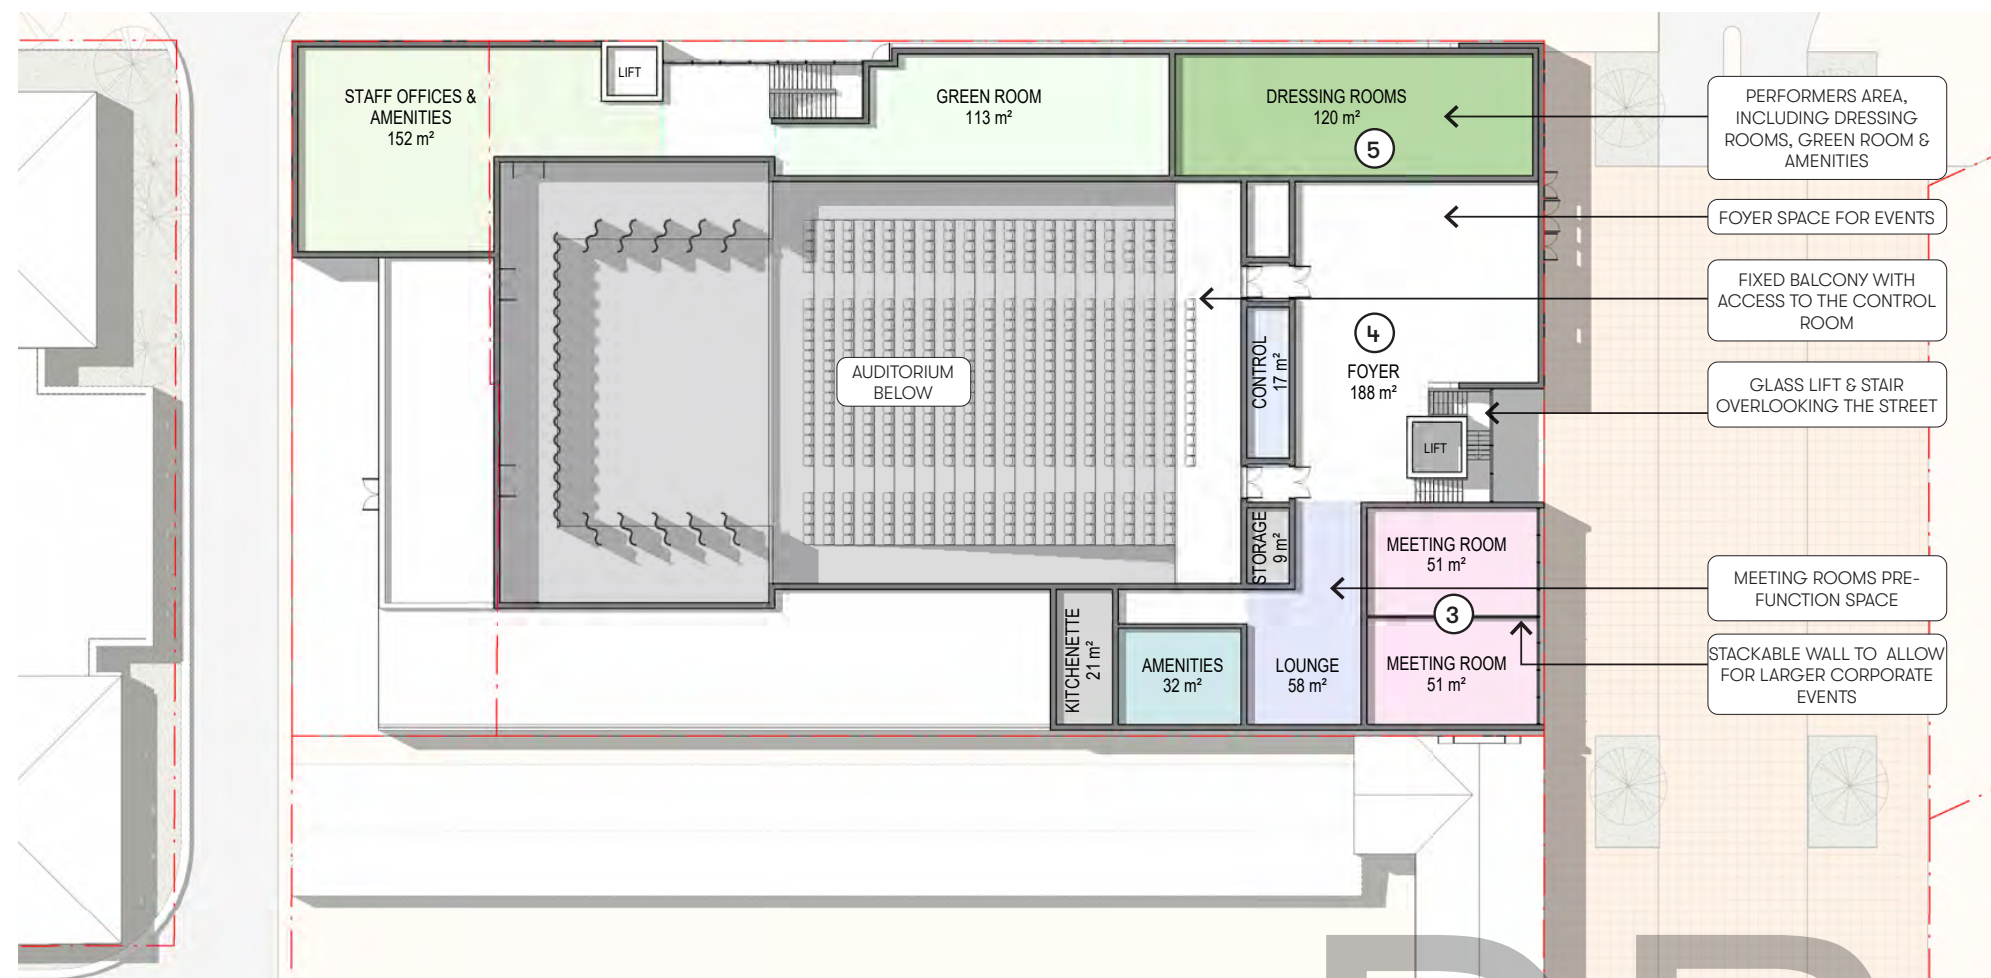 STAFF OFFICES &
AMENITIES
152 m²
LIFT
GREEN ROOM
113 m²
DRESSING ROOMS
120 m²
5
PERFORMERS AREA,
INCLUDING DRESSING
ROOMS, GREEN ROOM &
AMENITIES
FOYER SPACE FOR EVENTS
FIXED BALCONY WITH
ACCESS TO THE CONTROL
ROOM
4
FOYER
188 m²
CONTROL
17 m²
AUDITORIUM
BELOW
GLASS LIFT & STAIR
OVERLOOKING THE STREET
LIFT
STORAGE
9 m²
MEETING ROOM
51 m²
3
MEETING ROOM
51 m²
MEETING ROOMS PRE-
FUNCTION SPACE
STACKABLE WALL TO ALLOW
FOR LARGER CORPORATE
EVENTS
KITCHENETTE
21 m²
AMENITIES
32 m²
LOUNGE
58 m²